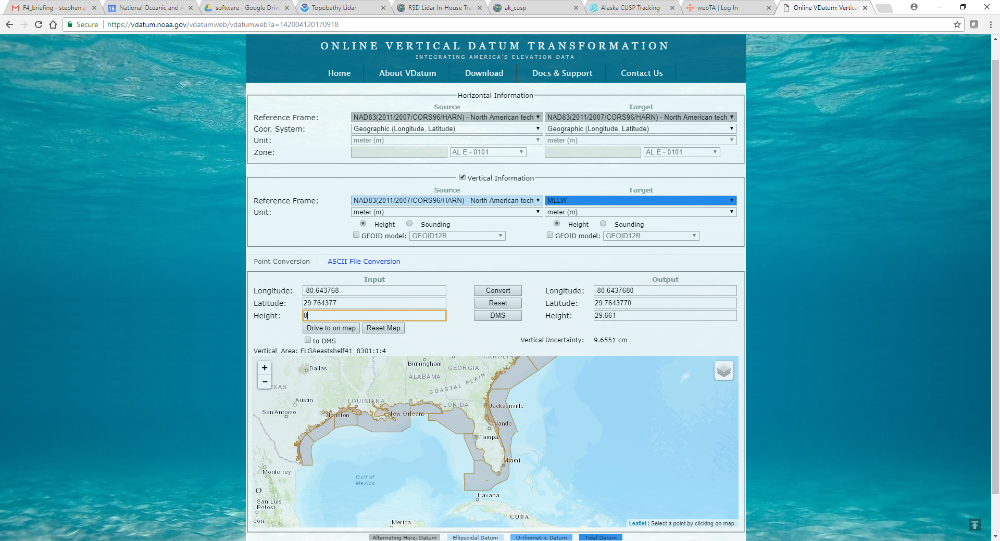 F4_briefing - stephen.a
National Oceanic and A
software - Google Drive
Topobathy Lidar
RSD Lidar In-House Tra
ak_cusp
Alaska CUSP Tracking
webTA | Log In
Online VDatum: Vertica
Secure
https://vdatum.noaa.gov/vdatumweb/vdatumweb?a=142004120170918
ONLINE VERTICAL DATUM TRANSFORMATION
INTEGRATING AMERICA'S ELEVATION DATA
Home About VDatum Download Docs & Support Contact Us
Horizontal Information
Source Target
Reference Frame: NAD83(2011/2007/CORS96/HARN) - North American tech NAD83(2011/2007/CORS96/HARN) - North American tech
Coor. System: Geographic (Longitude, Latitude) Geographic (Longitude, Latitude)
Unit: meter (m) meter (m)
Zone: AL E - 0101 AL E - 0101
Vertical Information
Source Target
Reference Frame: NAD83(2011/2007/CORS96/HARN) - North American tech MLLW
Unit: meter (m) meter (m)
Height Sounding Height Sounding
GEOID model: GEOID12B GEOID model: GEOID12B
Point Conversion ASCII File Conversion
Input Output
Longitude: -80.643768 Convert Longitude: -80.6437680
Latitude: 29.764377 Reset Latitude: 29.7643770
Height: 0 DMS Height: 29.661
Drive to on map Reset Map
to DMS Vertical Uncertainty: 9.6551 cm
Vertical_Area: FLGAeastshelf41_8301:1:4
CAROLINA
Birmingham
GEORGIA
Dallas
ALABAMA
COASTAL PLAIN
EXAS
Austin
LOUISIANA
FLORIDA
Jacksonville
San Antonio
Houston
New Orleans
Orlando
Tampa
Miami
Monterrey
Gulf of
Mexico
O
Havana
San Luis
Potosi
CUBA
eón
Merida
Leaflet | Select a point by clicking on map.
Alternating Horz. Datum Ellipsoidal Datum Orthometric Datum Tidal Datum